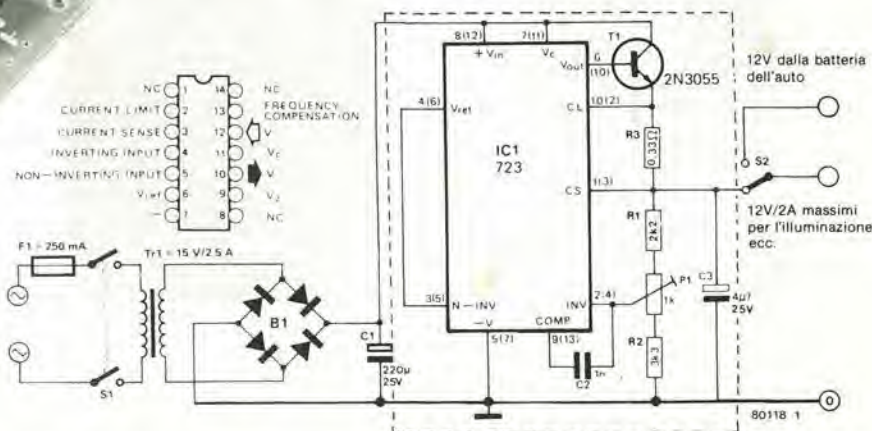 NC 1 14 NC
CURRENT LIMIT 2 13 FREQUENCY COMPENSATION
CURRENT SENSE 3 12 V
INVERTING INPUT 4 11 Vc
NON-INVERTING INPUT 5 10 V
Vref 6 9 Vz
– 7 8 NC
F1 = 250 mA
S1
Tr1 = 15 V/2.5 A
B1
C1
220µ
25V
8(12)
+ Vin
7(11)
Vc
Vout
6
(10)
T1
2N3055
4(6)
Vref
CL
10(2)
R3
0.33Ω
IC1
723
CS
1(3)
R1
2k2
P1
1k
3(5)
N-INV
INV
2(4)
-V
COMP
5(7)
9(13)
C2
1n
R2
3k3
C3
4µ7
25V
12V dalla batteria
dell'auto
S2
12V/2A massimi
per l'illuminazione
ecc.
0
80118 1